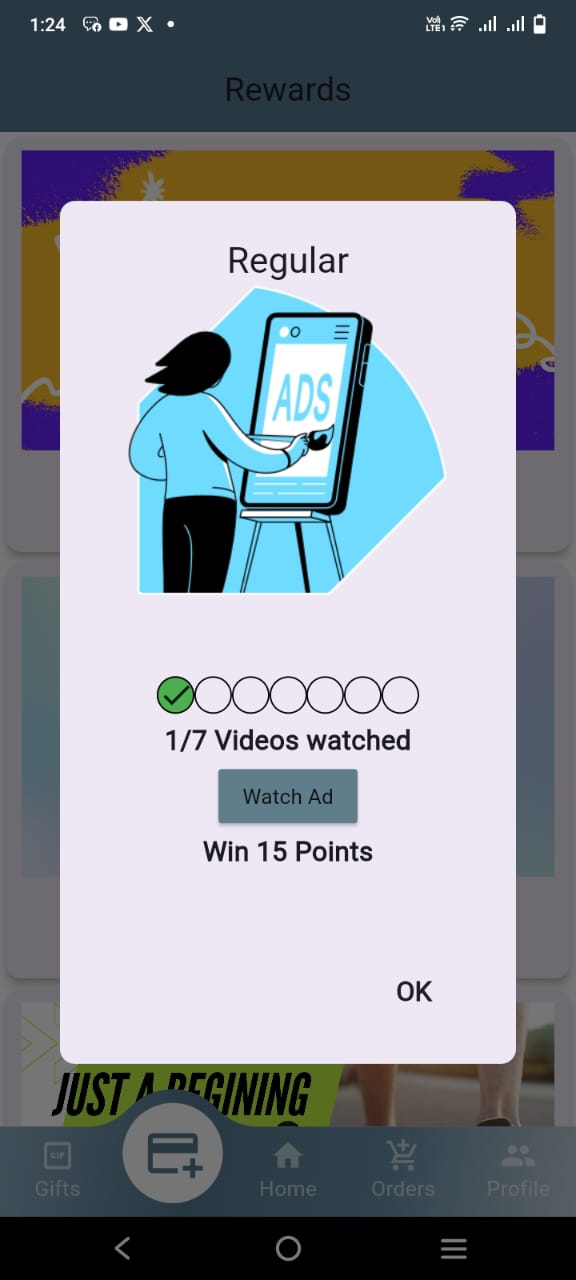 1:24
Vo)
LTE1
Rewards
Regular
ADS
1/7 Videos watched
Watch Ad
Win 15 Points
OK
JUST A BEGINING
GIF
Gifts
Home
Orders
Profile